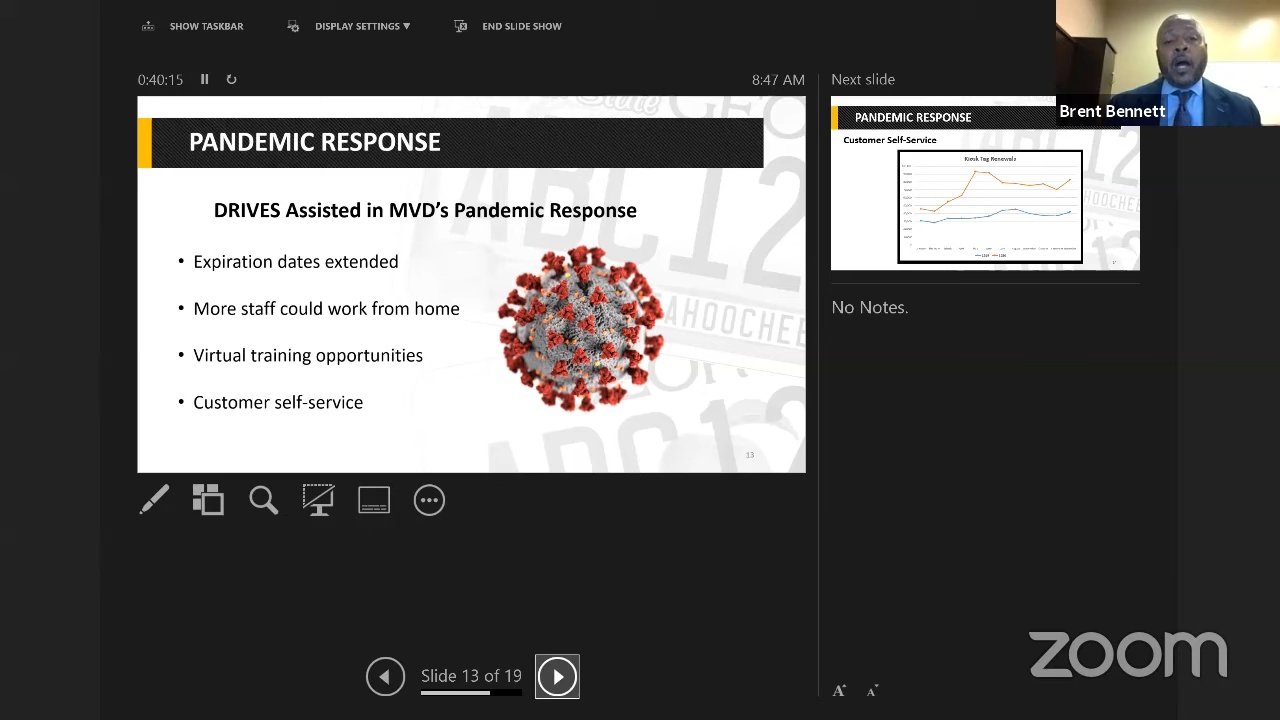 SHOW TASKBAR
DISPLAY SETTINGS ▼
END SLIDE SHOW
0:40:15
8:47 AM
Next slide
PANDEMIC RESPONSE
DRIVES Assisted in MVD's Pandemic Response
• Expiration dates extended
• More staff could work from home
• Virtual training opportunities
• Customer self-service
13
PANDEMIC RESPONSE
Customer Self-Service
Kiosk Tag Renewals
Brent Bennett
No Notes.
Slide 13 of 19
A A
zoom